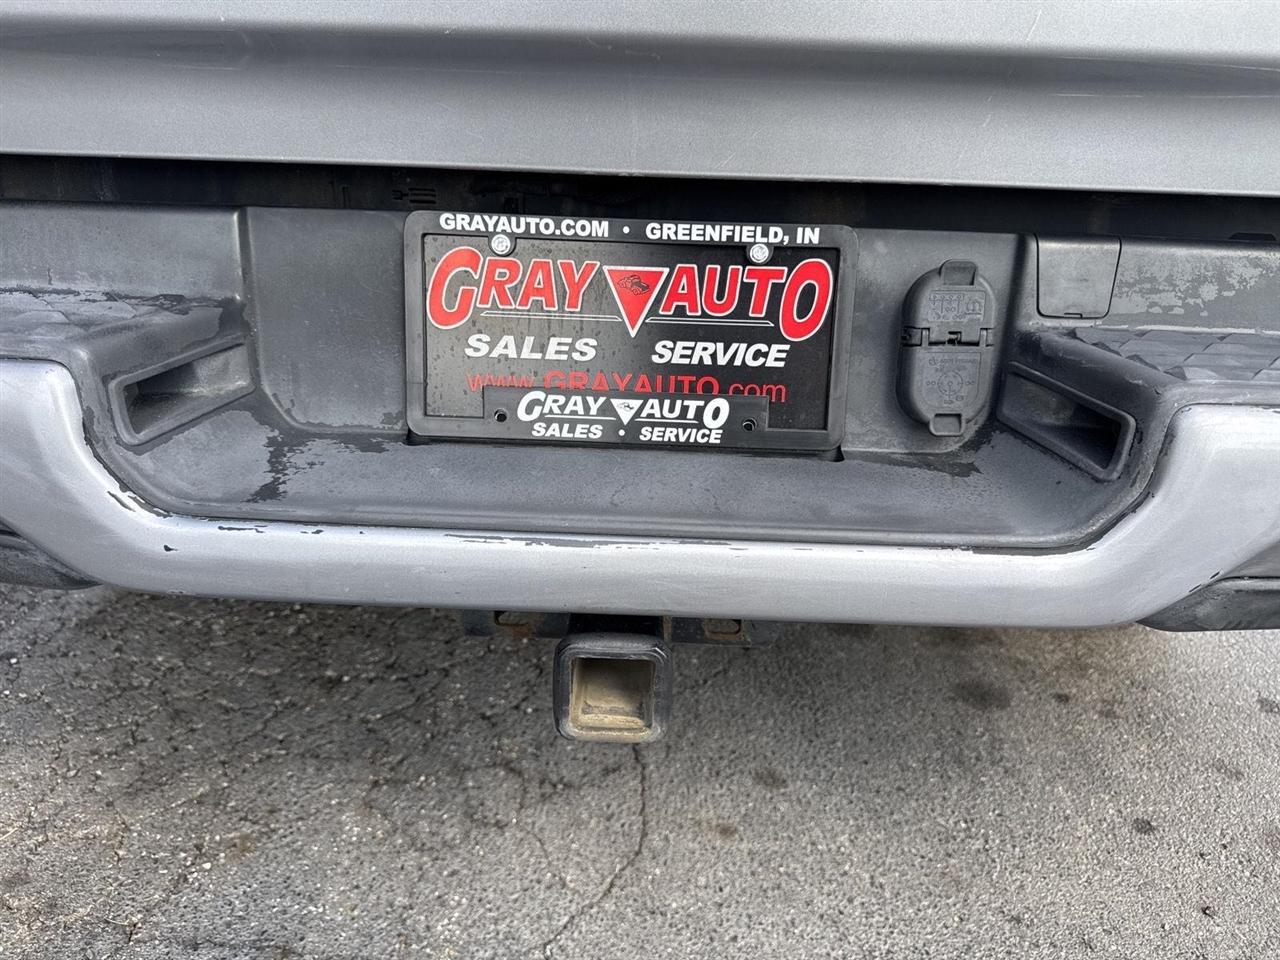 GRAYAUTO.COM • GREENFIELD, IN
GRAY AUTO
SALES SERVICE
www.GRAYAUTO.com
GRAY AUTO
SALES • SERVICE